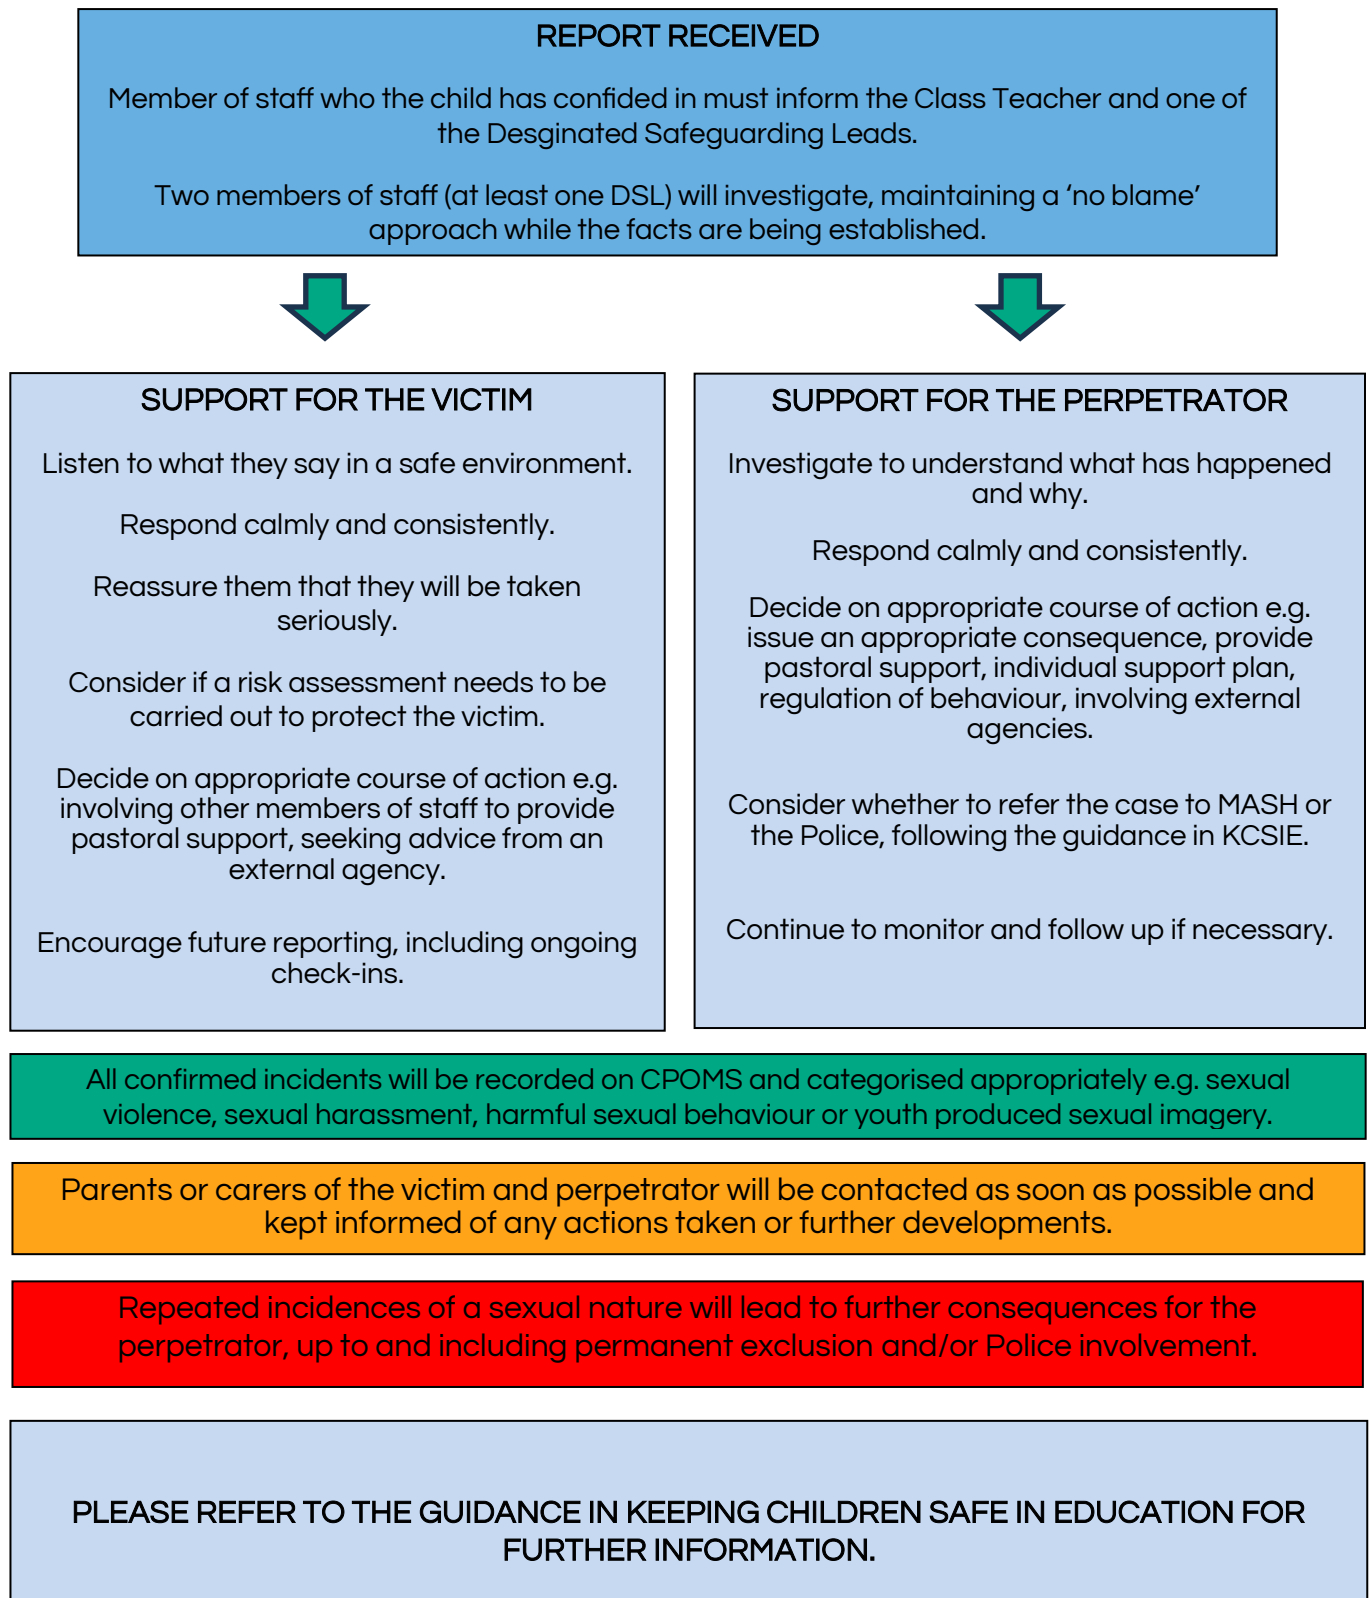 REPORT RECEIVED
Member of staff who the child has confided in must inform the Class Teacher and one of
the Desginated Safeguarding Leads.
Two members of staff (at least one DSL) will investigate, maintaining a ‘no blame’
approach while the facts are being established.
SUPPORT FOR THE VICTIM
Listen to what they say in a safe environment.
Respond calmly and consistently.
Reassure them that they will be taken
seriously.
Consider if a risk assessment needs to be
carried out to protect the victim.
Decide on appropriate course of action e.g.
involving other members of staff to provide
pastoral support, seeking advice from an
external agency.
Encourage future reporting, including ongoing
check-ins.
SUPPORT FOR THE PERPETRATOR
Investigate to understand what has happened
and why.
Respond calmly and consistently.
Decide on appropriate course of action e.g.
issue an appropriate consequence, provide
pastoral support, individual support plan,
regulation of behaviour, involving external
agencies.
Consider whether to refer the case to MASH or
the Police, following the guidance in KCSIE.
Continue to monitor and follow up if necessary.
All confirmed incidents will be recorded on CPOMS and categorised appropriately e.g. sexual
violence, sexual harassment, harmful sexual behaviour or youth produced sexual imagery.
Parents or carers of the victim and perpetrator will be contacted as soon as possible and
kept informed of any actions taken or further developments.
Repeated incidences of a sexual nature will lead to further consequences for the
perpetrator, up to and including permanent exclusion and/or Police involvement.
PLEASE REFER TO THE GUIDANCE IN KEEPING CHILDREN SAFE IN EDUCATION FOR
FURTHER INFORMATION.